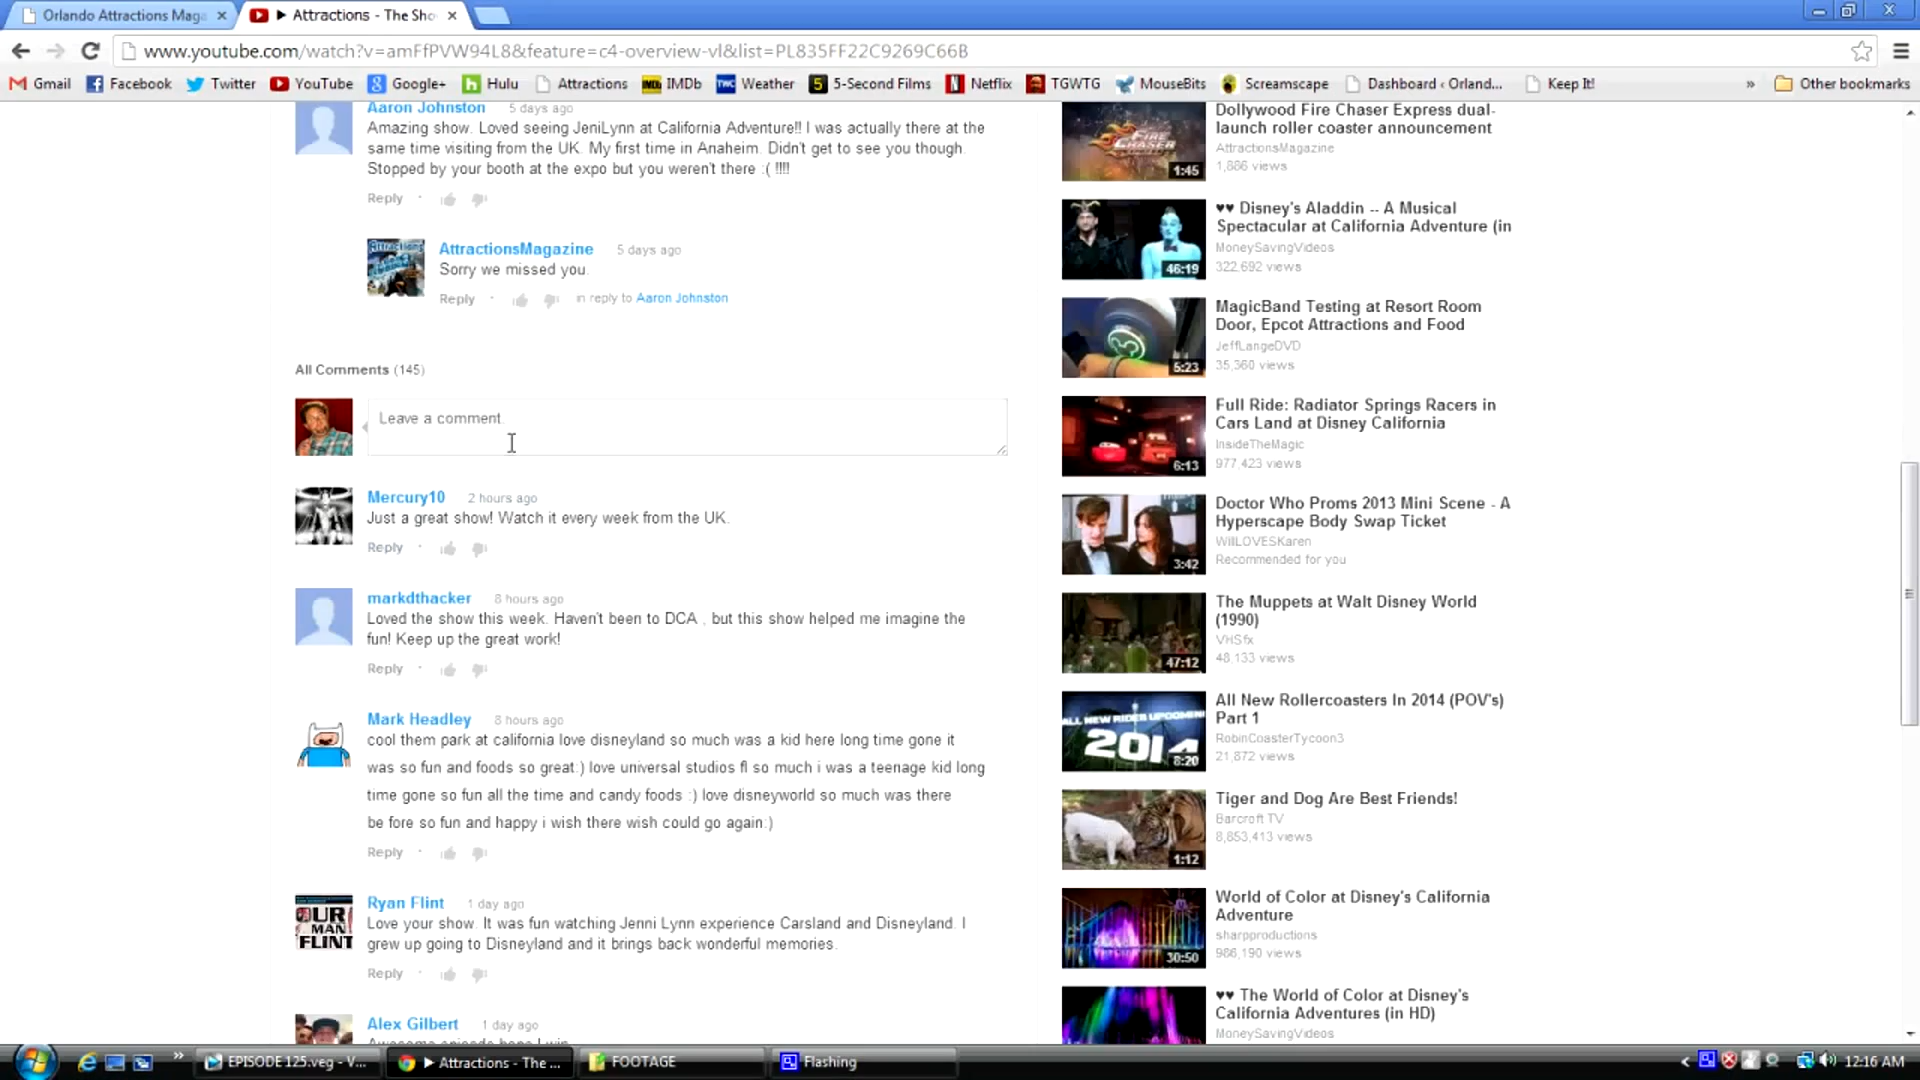 Orlando Attractions Maga
Attractions - The Sho
www.youtube.com/watch?v=amFfPVW94L8&feature=c4-overview-vl&list=PL835FF22C9269C66B
Gmail
Facebook
Twitter
YouTube
Google+
Hulu
Attractions
IMDb
Weather
5-Second Films
Netflix
TGWTG
MouseBits
Screamscape
Dashboard ‹ Orland...
Keep It!
»
Other bookmarks
Aaron Johnston 5 days ago
Amazing show. Loved seeing JeniLynn at California Adventure!! I was actually there at the
same time visiting from the UK. My first time in Anaheim. Didn't get to see you though.
Stopped by your booth at the expo but you weren't there :( !!!!
Reply ·
AttractionsMagazine 5 days ago
Sorry we missed you.
Reply · in reply to Aaron Johnston
All Comments (145)
Leave a comment.
Mercury10 2 hours ago
Just a great show! Watch it every week from the UK.
Reply ·
markdthacker 8 hours ago
Loved the show this week. Haven't been to DCA , but this show helped me imagine the
fun! Keep up the great work!
Reply ·
Mark Headley 8 hours ago
cool them park at california love disneyland so much was a kid here long time gone it
was so fun and foods so great:) love universal studios fl so much i was a teenage kid long
time gone so fun all the time and candy foods :) love disneyworld so much was there
be fore so fun and happy i wish there wish could go again:)
Reply ·
OUR
MAN
FLINT
Ryan Flint 1 day ago
Love your show. It was fun watching Jenni Lynn experience Carsland and Disneyland. I
grew up going to Disneyland and it brings back wonderful memories.
Reply ·
Alex Gilbert 1 day ago
FIRE
CHASER
1:45
Dollywood Fire Chaser Express dual-
launch roller coaster announcement
AttractionsMagazine
1,886 views
46:19
♥♥ Disney's Aladdin -- A Musical
Spectacular at California Adventure (in
MoneySavingVideos
322,692 views
5:23
MagicBand Testing at Resort Room
Door, Epcot Attractions and Food
JeffLangeDVD
35,360 views
6:13
Full Ride: Radiator Springs Racers in
Cars Land at Disney California
InsideTheMagic
977,423 views
3:42
Doctor Who Proms 2013 Mini Scene - A
Hyperscape Body Swap Ticket
WillLOVESKaren
Recommended for you
47:12
The Muppets at Walt Disney World
(1990)
VHSfx
48,133 views
ALL NEW RIDES UPCOMING
2014
8:20
All New Rollercoasters In 2014 (POV's)
Part 1
RobinCoasterTycoon3
21,872 views
1:12
Tiger and Dog Are Best Friends!
Barcroft TV
8,853,413 views
30:50
World of Color at Disney's California
Adventure
sharpproductions
986,190 views
♥♥ The World of Color at Disney's
California Adventures (in HD)
MoneySavingVideos
EPISODE 125.veg - V...
Attractions - The ...
FOOTAGE
Flashing
12:16 AM